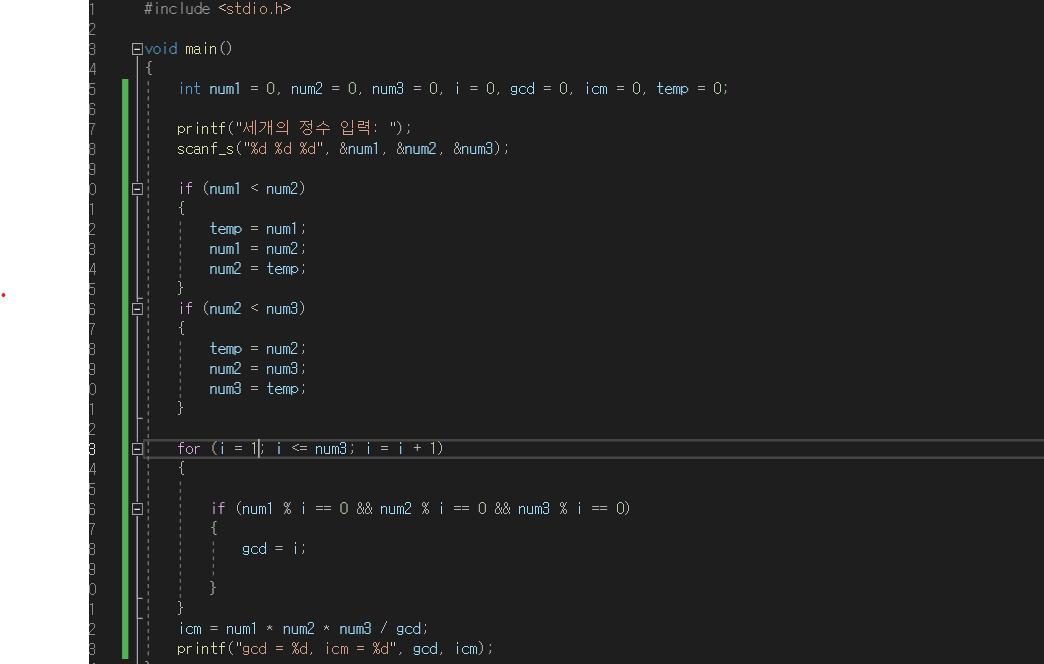 1 #include <stdio.h>
2
3 void main()
4 {
5 int num1 = 0, num2 = 0, num3 = 0, i = 0, gcd = 0, icm = 0, temp = 0;
6
7 printf("세개의 정수 입력: ");
8 scanf_s("%d %d %d", &num1, &num2, &num3);
9
0 if (num1 < num2)
1 {
2 temp = num1;
3 num1 = num2;
4 num2 = temp;
5 }
6 if (num2 < num3)
7 {
8 temp = num2;
9 num2 = num3;
0 num3 = temp;
1 }
2
3 for (i = 1; i <= num3; i = i + 1)
4 {
5
6 if (num1 % i == 0 && num2 % i == 0 && num3 % i == 0)
7 {
8 gcd = i;
9
0 }
1 }
2 icm = num1 * num2 * num3 / gcd;
3 printf("gcd = %d, icm = %d", gcd, icm);